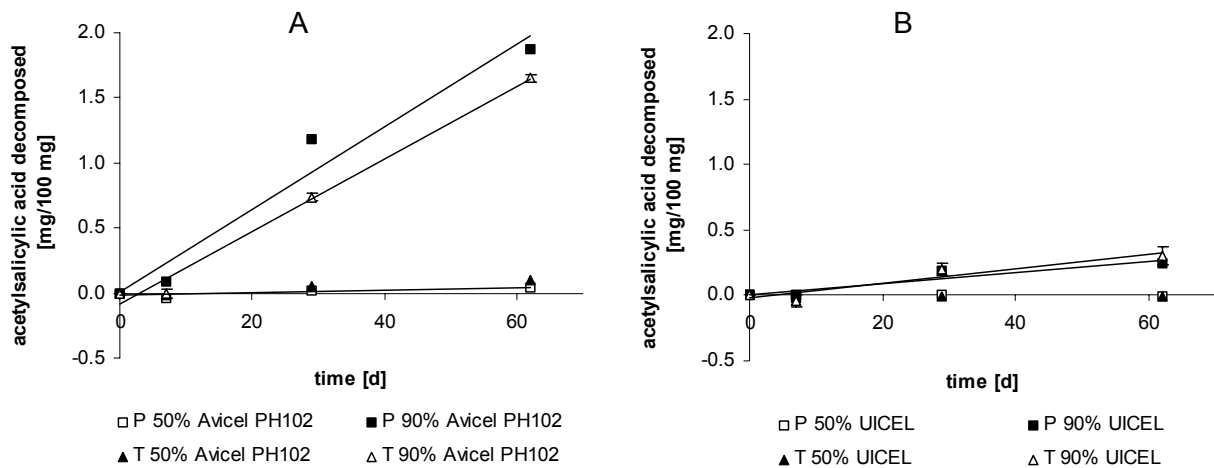 A
acetylsalicylic acid decomposed
[mg/100 mg]
2.0
1.5
1.0
0.5
0.0
-0.5
0
20
40
60
time [d]
P 50% Avicel PH102
P 90% Avicel PH102
T 50% Avicel PH102
T 90% Avicel PH102
B
acetylsalicylic acid decomposed
[mg/100 mg]
2.0
1.5
1.0
0.5
0.0
-0.5
0
20
40
60
time [d]
P 50% UICEL
P 90% UICEL
T 50% UICEL
T 90% UICEL